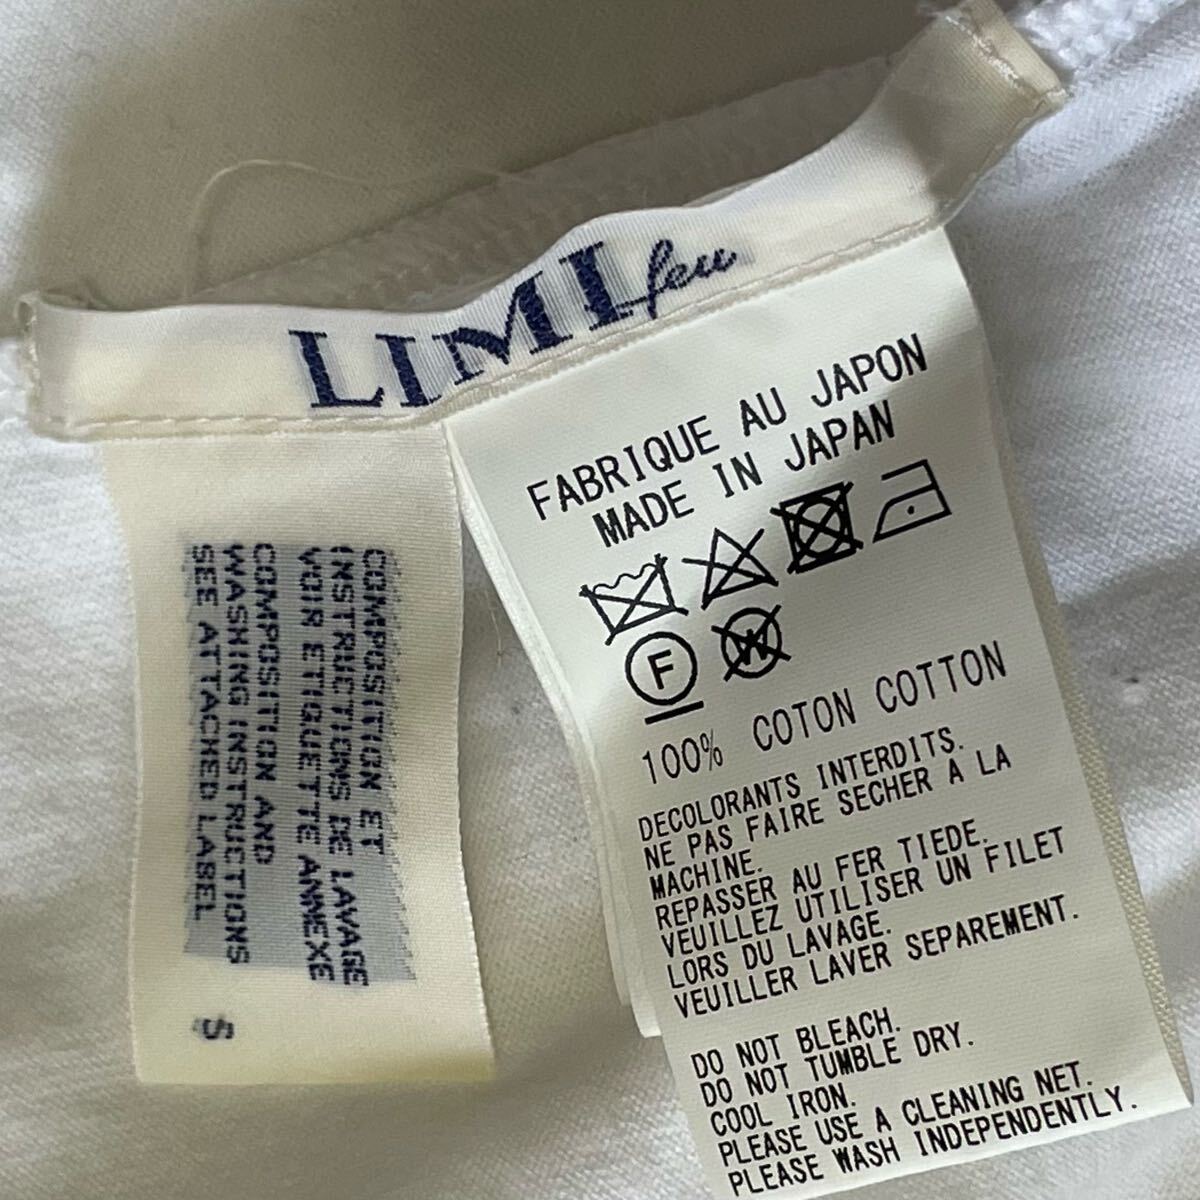 LIMI feu
FABRIQUE AU JAPON
MADE IN JAPAN
F W
100% COTON COTTON
DECOLORANTS INTERDITS.
NE PAS FAIRE SECHER A LA
MACHINE.
REPASSER AU FER TIEDE.
VEUILLEZ UTILISER UN FILET
LORS DU LAVAGE.
VEUILLER LAVER SEPAREMENT.
DO NOT BLEACH.
DO NOT TUMBLE DRY.
COOL IRON.
PLEASE USE A CLEANING NET.
PLEASE WASH INDEPENDENTLY.
COMPOSITION ET
INSTRUCTIONS DE LAVAGE
VOIR ETIGUETTE ANNEXE
COMPOSITION AND
WASHING INSTRUCTIONS
SEE ATTACHED LABEL
S